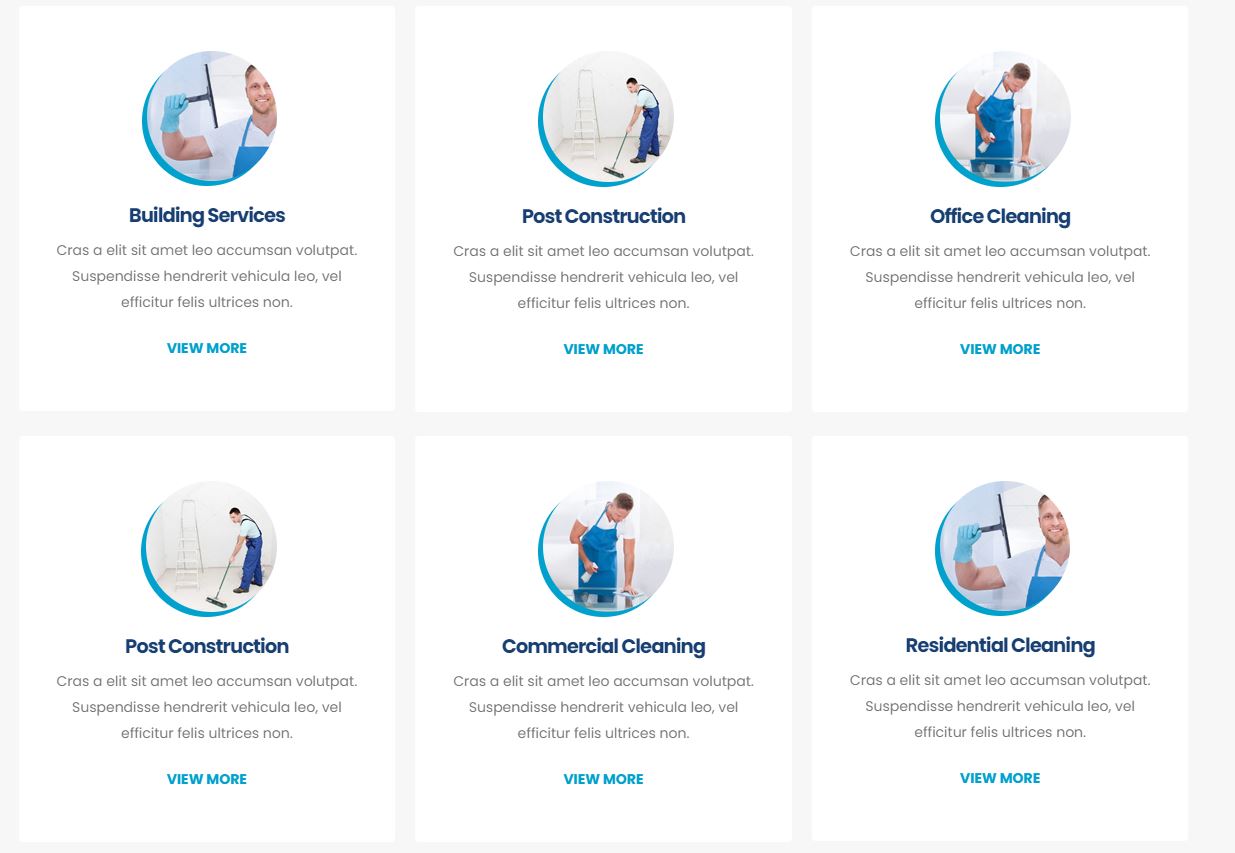 Building Services
Cras a elit sit amet leo accumsan volutpat.
Suspendisse hendrerit vehicula leo, vel
efficitur felis ultrices non.
VIEW MORE
Post Construction
Cras a elit sit amet leo accumsan volutpat.
Suspendisse hendrerit vehicula leo, vel
efficitur felis ultrices non.
VIEW MORE
Office Cleaning
Cras a elit sit amet leo accumsan volutpat.
Suspendisse hendrerit vehicula leo, vel
efficitur felis ultrices non.
VIEW MORE
Post Construction
Cras a elit sit amet leo accumsan volutpat.
Suspendisse hendrerit vehicula leo, vel
efficitur felis ultrices non.
VIEW MORE
Commercial Cleaning
Cras a elit sit amet leo accumsan volutpat.
Suspendisse hendrerit vehicula leo, vel
efficitur felis ultrices non.
VIEW MORE
Residential Cleaning
Cras a elit sit amet leo accumsan volutpat.
Suspendisse hendrerit vehicula leo, vel
efficitur felis ultrices non.
VIEW MORE